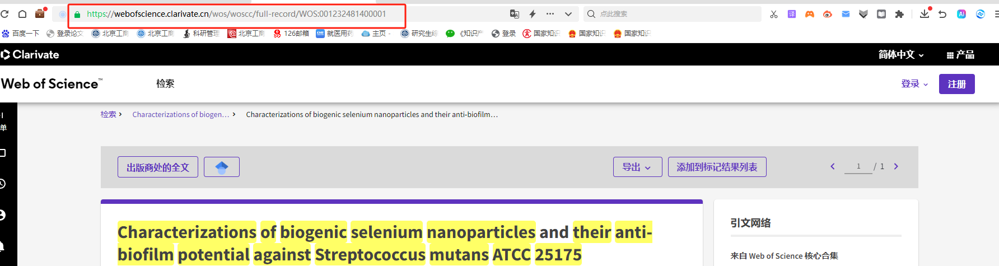 https://webofscience.clarivate.cn/wos/woscc/full-record/WOS:001232481400001 点此搜索 译 AI
百度一下 登录论文 北京工商 北京工商 科研管理 北京工商 126邮箱 就医用药 主页 - 研究生综 《知识产 登录 国家知识 国家知识 国家知识
Clarivate 简体中文 产品
Web of Science™ 检索 登录 注册
检索 > Characterizations of biogen… > Characterizations of biogenic selenium nanoparticles and their anti-biofilm…
单
出版商处的全文 导出 添加到标记结果列表 1 / 1
Characterizations of biogenic selenium nanoparticles and their anti-
biofilm potential against Streptococcus mutans ATCC 25175
引文网络
来自 Web of Science 核心合集